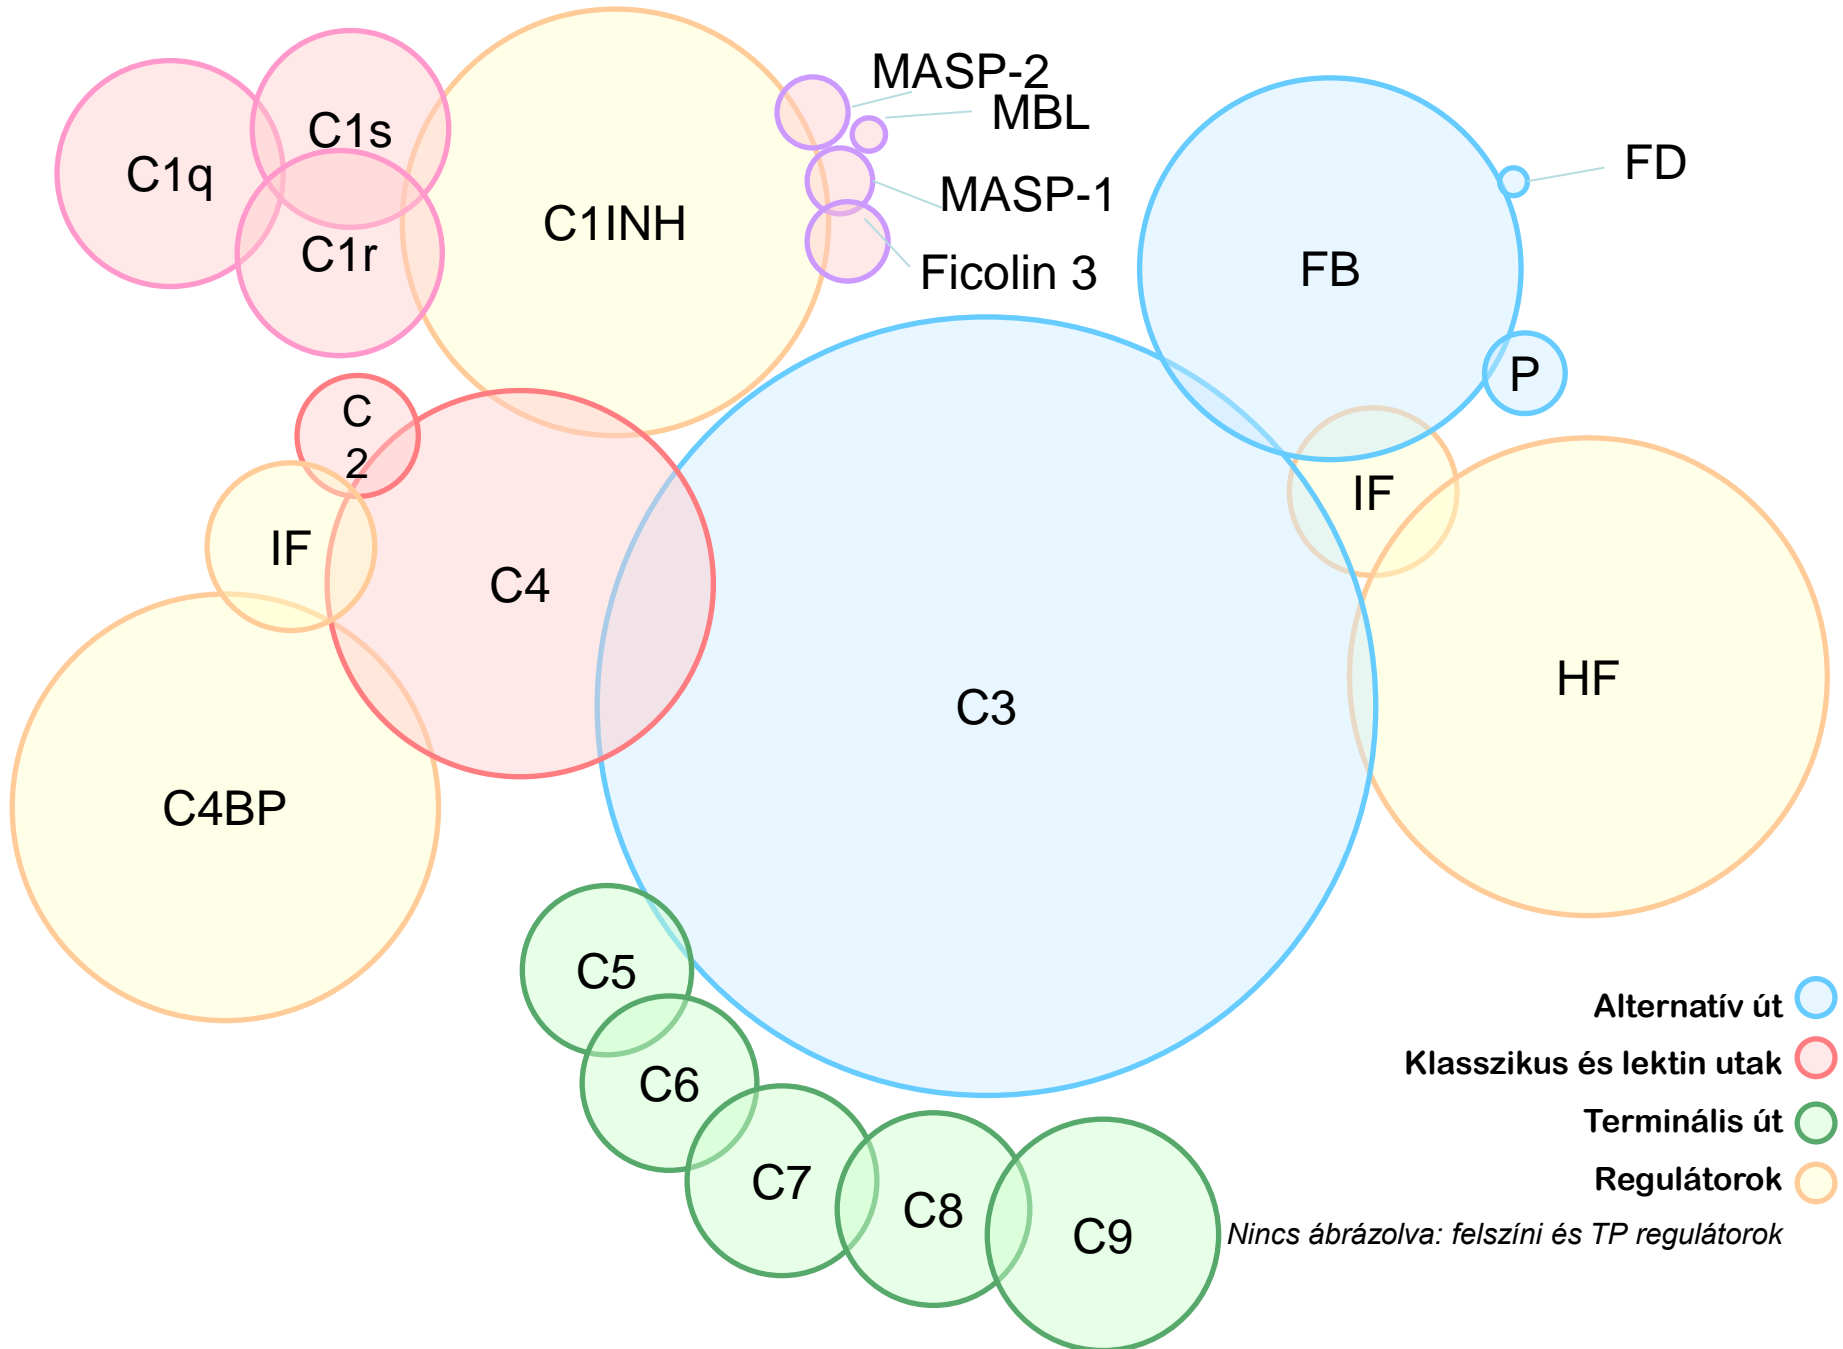 MASP-2
MBL
C1s
C1q
MASP-1
FD
C1INH
C1r
Ficolin 3
FB
P
C
2
IF
IF
C4
HF
C3
C4BP
C5
C6
C7
C8
C9
Alternatív út
Klasszikus és lektin utak
Terminális út
Regulátorok
Nincs ábrázolva: felszíni és TP regulátorok